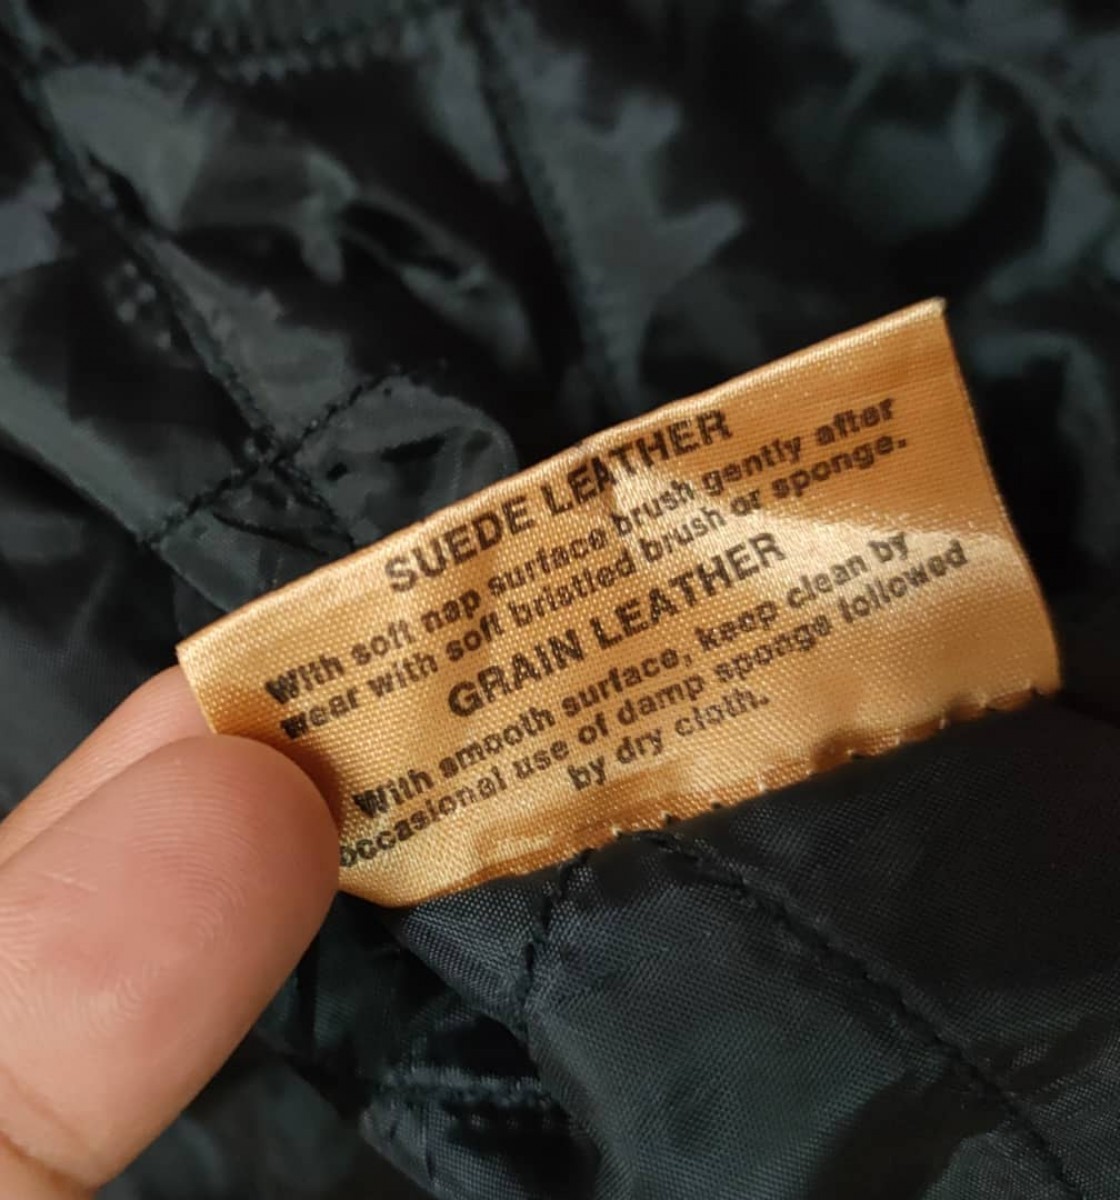 SUEDE LEATHER
With soft nap surface brush gently after
wear with soft bristled brush or sponge.
GRAIN LEATHER
With smooth surface, keep clean by
occasional use of damp sponge followed
by dry cloth.